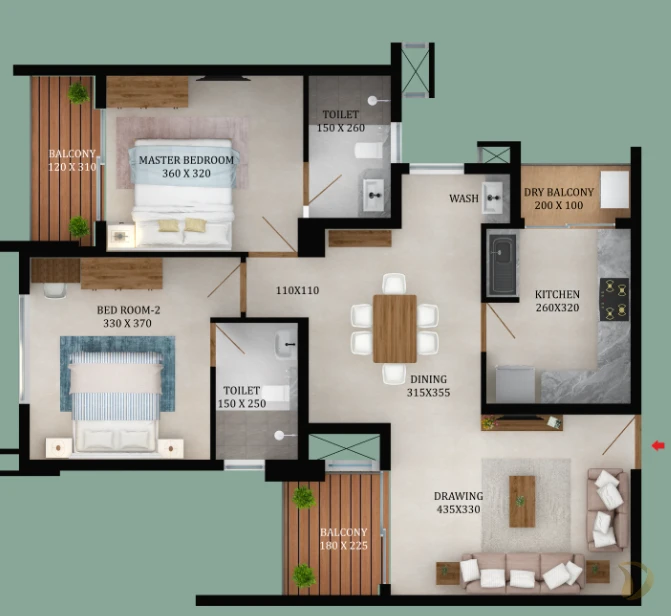 TOILET
150 X 260
BALCONY
120 X 310
MASTER BEDROOM
360 X 320
WASH
DRY BALCONY
200 X 100
110X110
KITCHEN
260X320
BED ROOM-2
330 X 370
DINING
315X355
TOILET
150 X 250
DRAWING
435X330
BALCONY
180 X 225